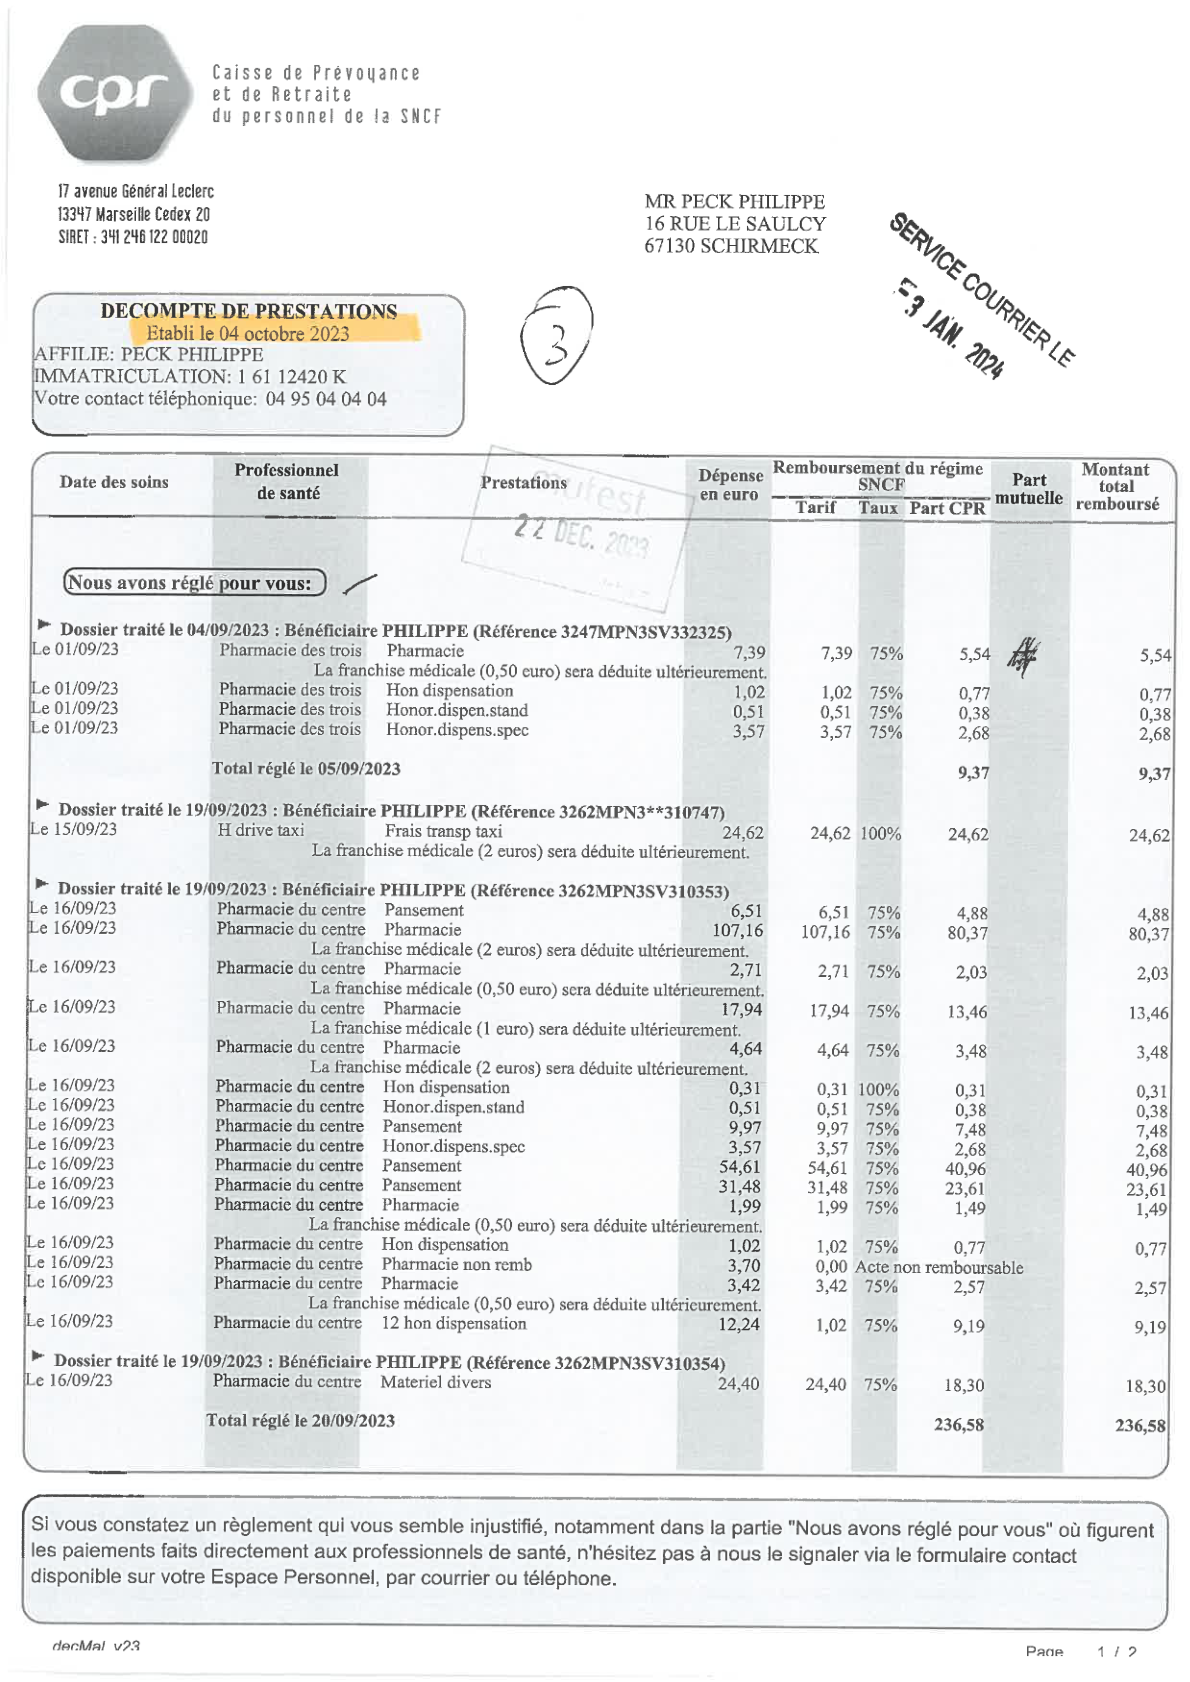 cpr
Caisse de Prévoyance
et de Retraite
du personnel de la SNCF
17 avenue Général Leclerc
13347 Marseille Cedex 20
SIRET : 341 246 122 00020
MR PECK PHILIPPE
16 RUE LE SAULCY
67130 SCHIRMECK
SERVICE COURRIER LE
3 JAN. 2024
DECOMPTE DE PRESTATIONS
Etabli le 04 octobre 2023
AFFILIE: PECK PHILIPPE
IMMATRICULATION: 1 61 12420 K
Votre contact téléphonique: 04 95 04 04 04
3
Date des soins Professionnel de santé Prestations Dépense en euro Remboursement du régime SNCF Tarif Taux Part CPR Part mutuelle Montant total remboursé
mutest
22 DEC. 2023
Nous avons réglé pour vous:
Dossier traité le 04/09/2023 : Bénéficiaire PHILIPPE (Référence 3247MPN3SV332325)
Le 01/09/23 Pharmacie des trois Pharmacie 7,39 7,39 75% 5,54 5,54
La franchise médicale (0,50 euro) sera déduite ultérieurement.
Le 01/09/23 Pharmacie des trois Hon dispensation 1,02 1,02 75% 0,77 0,77
Le 01/09/23 Pharmacie des trois Honor.dispen.stand 0,51 0,51 75% 0,38 0,38
Le 01/09/23 Pharmacie des trois Honor.dispens.spec 3,57 3,57 75% 2,68 2,68
Total réglé le 05/09/2023 9,37 9,37
Dossier traité le 19/09/2023 : Bénéficiaire PHILIPPE (Référence 3262MPN3**310747)
Le 15/09/23 H drive taxi Frais transp taxi 24,62 24,62 100% 24,62 24,62
La franchise médicale (2 euros) sera déduite ultérieurement.
Dossier traité le 19/09/2023 : Bénéficiaire PHILIPPE (Référence 3262MPN3SV310353)
Le 16/09/23 Pharmacie du centre Pansement 6,51 6,51 75% 4,88 4,88
Le 16/09/23 Pharmacie du centre Pharmacie 107,16 107,16 75% 80,37 80,37
La franchise médicale (2 euros) sera déduite ultérieurement.
Le 16/09/23 Pharmacie du centre Pharmacie 2,71 2,71 75% 2,03 2,03
La franchise médicale (0,50 euro) sera déduite ultérieurement.
Le 16/09/23 Pharmacie du centre Pharmacie 17,94 17,94 75% 13,46 13,46
La franchise médicale (1 euro) sera déduite ultérieurement.
Le 16/09/23 Pharmacie du centre Pharmacie 4,64 4,64 75% 3,48 3,48
La franchise médicale (2 euros) sera déduite ultérieurement.
Le 16/09/23 Pharmacie du centre Hon dispensation 0,31 0,31 100% 0,31 0,31
Le 16/09/23 Pharmacie du centre Honor.dispen.stand 0,51 0,51 75% 0,38 0,38
Le 16/09/23 Pharmacie du centre Pansement 9,97 9,97 75% 7,48 7,48
Le 16/09/23 Pharmacie du centre Honor.dispens.spec 3,57 3,57 75% 2,68 2,68
Le 16/09/23 Pharmacie du centre Pansement 54,61 54,61 75% 40,96 40,96
Le 16/09/23 Pharmacie du centre Pansement 31,48 31,48 75% 23,61 23,61
Le 16/09/23 Pharmacie du centre Pharmacie 1,99 1,99 75% 1,49 1,49
La franchise médicale (0,50 euro) sera déduite ultérieurement.
Le 16/09/23 Pharmacie du centre Hon dispensation 1,02 1,02 75% 0,77 0,77
Le 16/09/23 Pharmacie du centre Pharmacie non remb 3,70 0,00 Acte non remboursable
Le 16/09/23 Pharmacie du centre Pharmacie 3,42 3,42 75% 2,57 2,57
La franchise médicale (0,50 euro) sera déduite ultérieurement.
Le 16/09/23 Pharmacie du centre 12 hon dispensation 12,24 1,02 75% 9,19 9,19
Dossier traité le 19/09/2023 : Bénéficiaire PHILIPPE (Référence 3262MPN3SV310354)
Le 16/09/23 Pharmacie du centre Materiel divers 24,40 24,40 75% 18,30 18,30
Total réglé le 20/09/2023 236,58 236,58
Si vous constatez un règlement qui vous semble injustifié, notamment dans la partie "Nous avons réglé pour vous" où figurent
les paiements faits directement aux professionnels de santé, n'hésitez pas à nous le signaler via le formulaire contact
disponible sur votre Espace Personnel, par courrier ou téléphone.
decMal_v23
Page 1 / 2